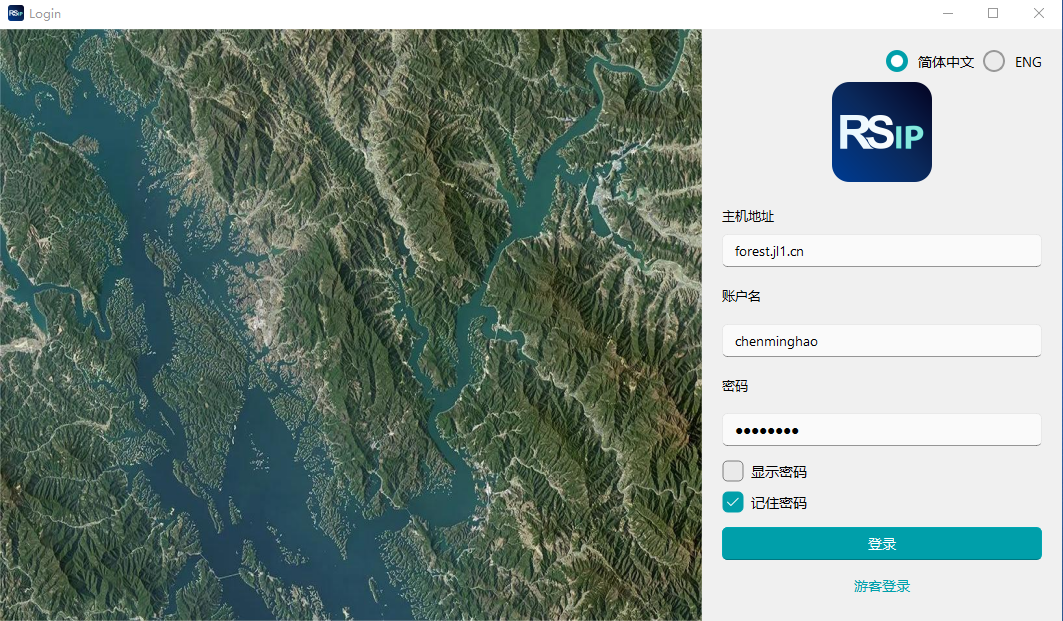 RSIP Login
简体中文 ENG
RSIP
主机地址
forest.jl1.cn
账户名
chenminghao
密码
●●●●●●●●
显示密码
记住密码
登录
游客登录